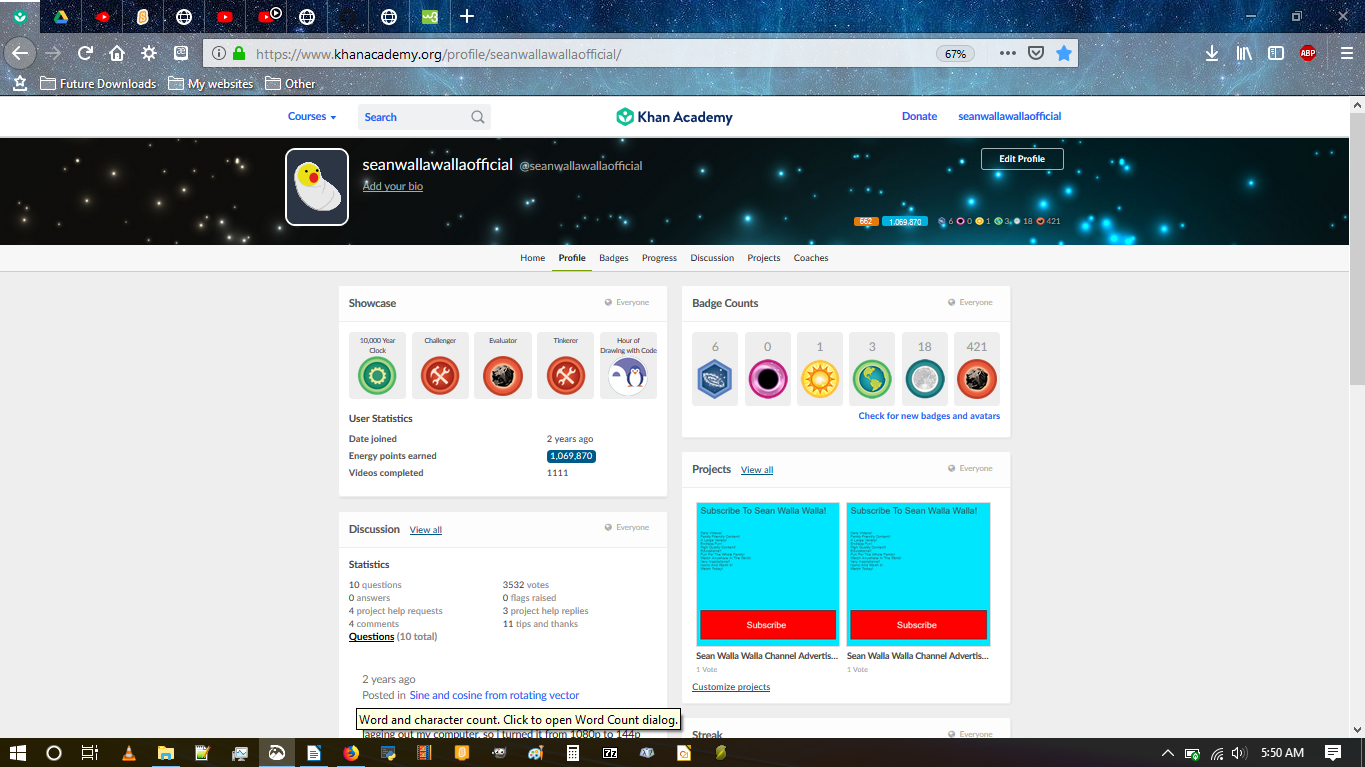 https://www.khanacademy.org/profile/seanwallawallaofficial/
67%
ABP
Future Downloads
My websites
Other
Courses
Search
Khan Academy
Donate
seanwallawallaofficial
seanwallawallaofficial @seanwallawallaofficial
Edit Profile
Add your bio
662 1,069,870 6 0 1 3 18 421
Home Profile Badges Progress Discussion Projects Coaches
Showcase
Everyone
10,000 Year Clock
Challenger
Evaluator
Tinkerer
Hour of Drawing with Code
User Statistics
Date joined 2 years ago
Energy points earned 1,069,870
Videos completed 1111
Badge Counts
Everyone
6 0 1 3 18 421
Check for new badges and avatars
Discussion View all
Everyone
Statistics
10 questions 3532 votes
0 answers 0 flags raised
4 project help requests 3 project help replies
4 comments 11 tips and thanks
Questions (10 total)
2 years ago
Posted in Sine and cosine from rotating vector
Word and character count. Click to open Word Count dialog.
lagging out my computer, so I turned it from 1080p to 144p
Projects View all
Everyone
Subscribe To Sean Walla Walla!
Subscribe
Sean Walla Walla Channel Advertis...
1 Vote
Subscribe To Sean Walla Walla!
Subscribe
Sean Walla Walla Channel Advertis...
1 Vote
Customize projects
Streak
Everyone
5:50 AM